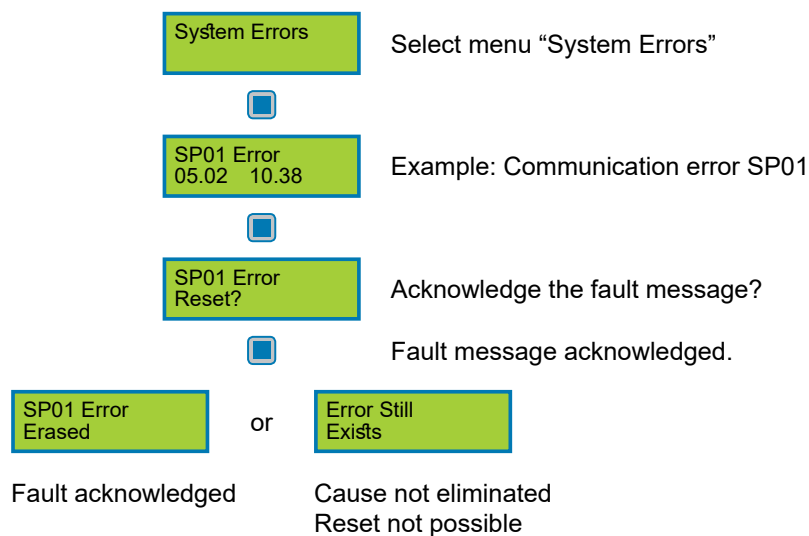 System Errors
Select menu “System Errors”
SP01 Error
05.02 10.38
Example: Communication error SP01
SP01 Error
Reset?
Acknowledge the fault message?
Fault message acknowledged.
SP01 Error
Erased
or
Error Still
Exists
Fault acknowledged
Cause not eliminated
Reset not possible